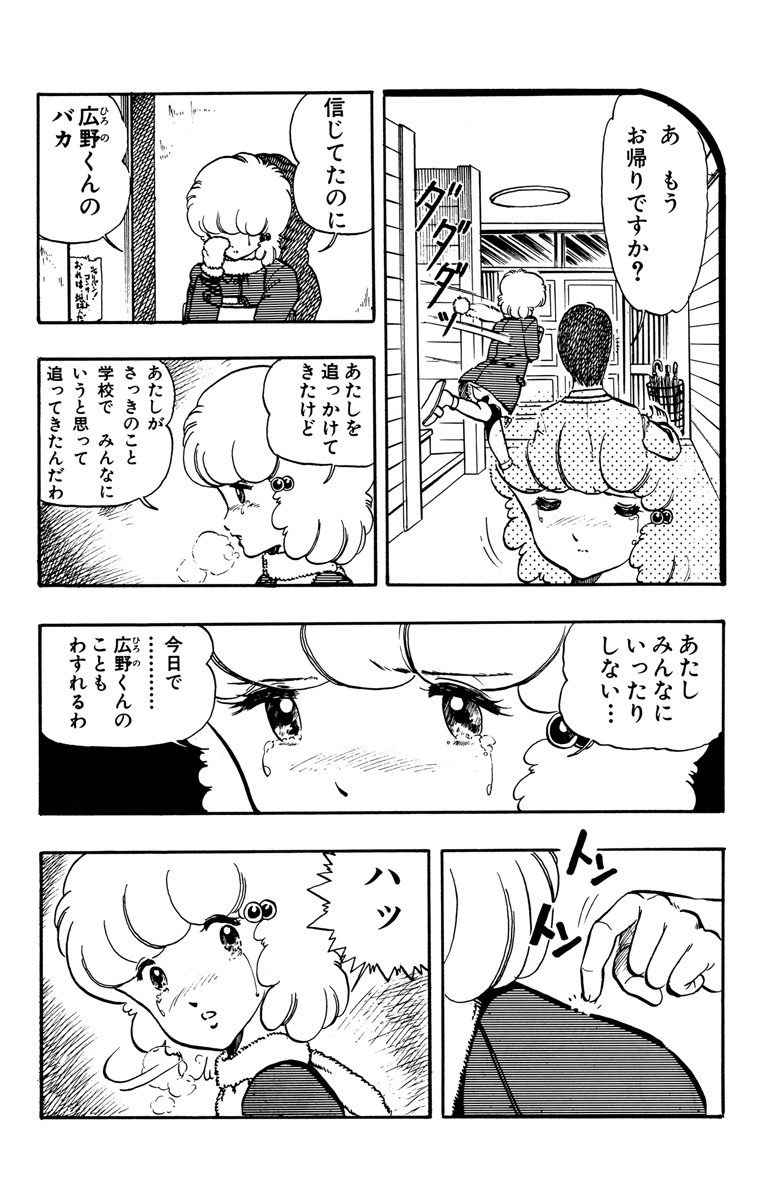 あ もう
お帰りですか？
ダダダダッ
信じてたのに
広野くんの
バカ
あたしを
追っかけて
きたけど
あたしが
さっきのこと
学校で みんなに
いうと思って
追ってきたんだわ
あたし
みんなに
いったり
しない…
今日で
…………
広野くんの
ことも
わすれるわ
トン
トン
ハッ